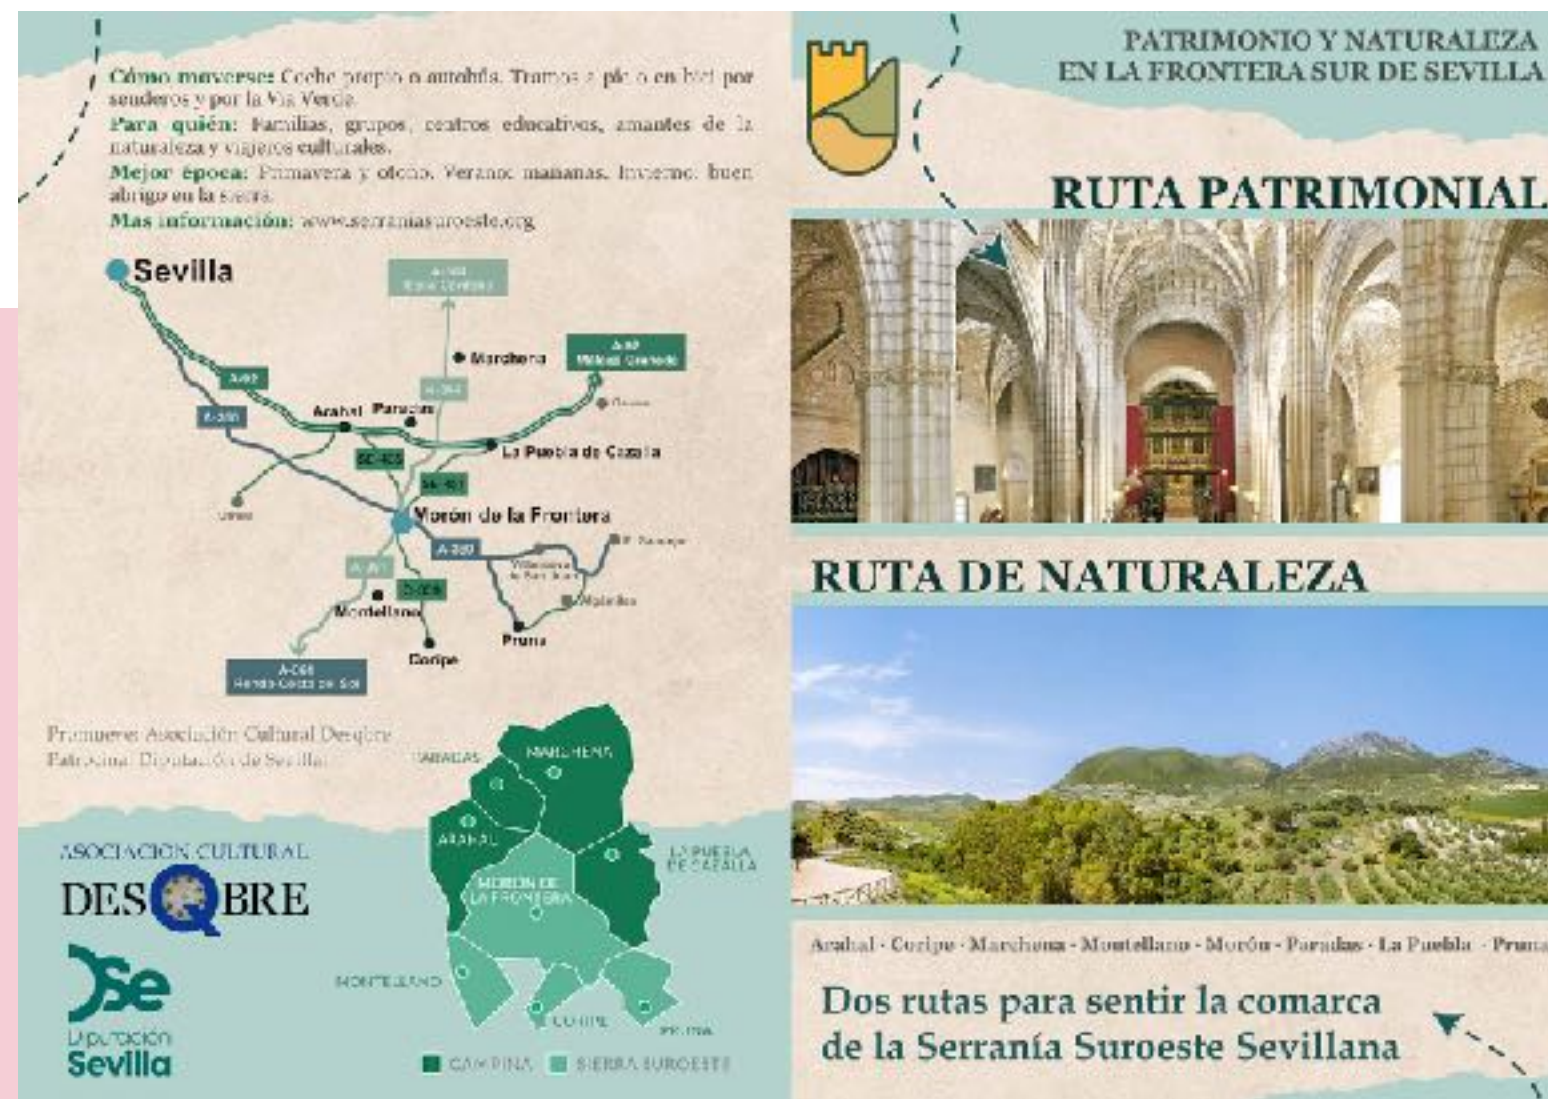 Cómo moverse: Coche propio o autobús. Tramos a pie o en bici por
senderos y por la Vía Verde.
Para quién: Familias, grupos, centros educativos, amantes de la
naturaleza y viajeros culturales.
Mejor época: Primavera y otoño. Verano: mañanas. Invierno: buen
abrigo en la sierra.
Mas información: www.serraniasuroeste.org
Sevilla
Marchena
A-92
Málaga Granada
A-92
Arahal
Paradas
La Puebla de Cazalla
Morón de la Frontera
Montellano
Pruna
Coripe
Promueve: Asociación Cultural Desqbre
Patrocina: Diputación de Sevilla
PARADAS
MARCHENA
ARAHAL
LA PUEBLA
DE CAZALLA
MORÓN DE
LA FRONTERA
MONTELLANO
CORIPE
PRUNA
CAMPIÑA
SIERRA SUROESTE
ASOCIACIÓN CULTURAL
DESQBRE
Dse
Diputación
Sevilla
PATRIMONIO Y NATURALEZA
EN LA FRONTERA SUR DE SEVILLA
RUTA PATRIMONIAL
RUTA DE NATURALEZA
Arahal · Coripe · Marchena · Montellano · Morón · Paradas · La Puebla · Pruna
Dos rutas para sentir la comarca
de la Serranía Suroeste Sevillana